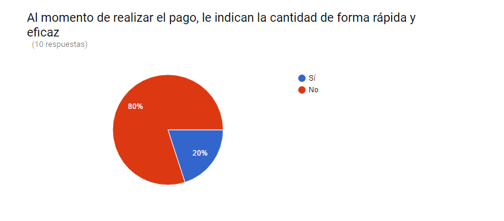 Al momento de realizar el pago, le indican la cantidad de forma rápida y
eficaz
(10 respuestas)
Sí
No
80%
20%